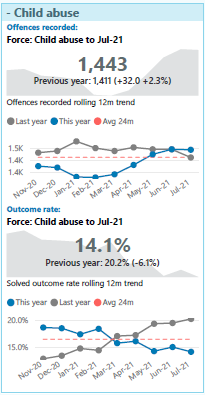 - Child abuse
Offences recorded:
Force: Child abuse to Jul-21
1,443
Previous year: 1,411 (+32.0 +2.3%)
Offences recorded rolling 12m trend
Last year This year Avg 24m
1.5K
1.4K
1.4K
Nov-20 Dec-20 Jan-21 Feb-21 Mar-21 Apr-21 May-21 Jun-21 Jul-21
Outcome rate:
Force: Child abuse to Jul-21
14.1%
Previous year: 20.2% (-6.1%)
Solved outcome rate rolling 12m trend
This year Last year Avg 24m
20.0%
15.0%
Nov-20 Dec-20 Jan-21 Feb-21 Mar-21 Apr-21 May-21 Jun-21 Jul-21